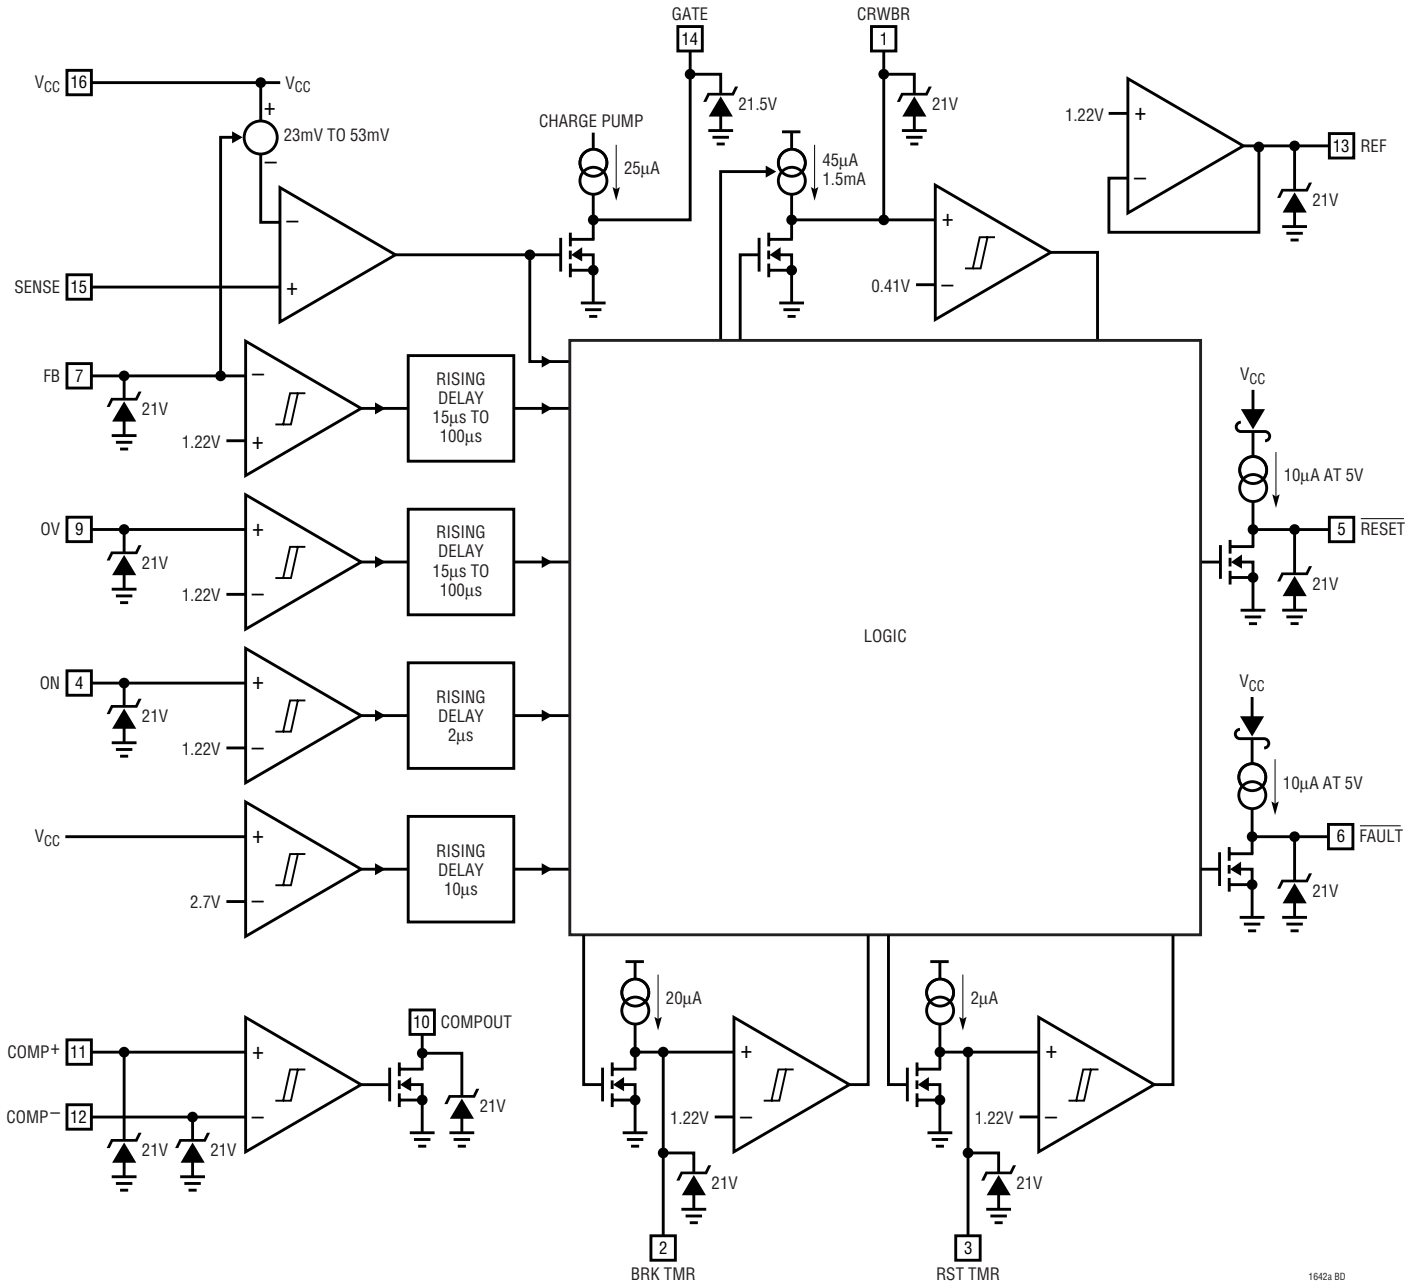 GATE
14
CRWBR
1
VCC 16
VCC
+
23mV TO 53mV
−
21.5V
21V
CHARGE PUMP
25µA
45µA
1.5mA
1.22V
+
−
13 REF
21V
−
+
SENSE 15
+
0.41V −
FB 7
21V
−
1.22V +
RISING
DELAY
15µs TO
100µs
VCC
10µA AT 5V
5 RESET
21V
OV 9
21V
+
1.22V −
RISING
DELAY
15µs TO
100µs
LOGIC
ON 4
21V
+
1.22V −
RISING
DELAY
2µs
VCC
10µA AT 5V
6 FAULT
21V
VCC
+
2.7V −
RISING
DELAY
10µs
20µA
+
1.22V −
21V
2
BRK TMR
2µA
+
1.22V −
21V
3
RST TMR
10 COMPOUT
COMP+ 11
+
COMP− 12
−
21V
21V
21V
1642a BD